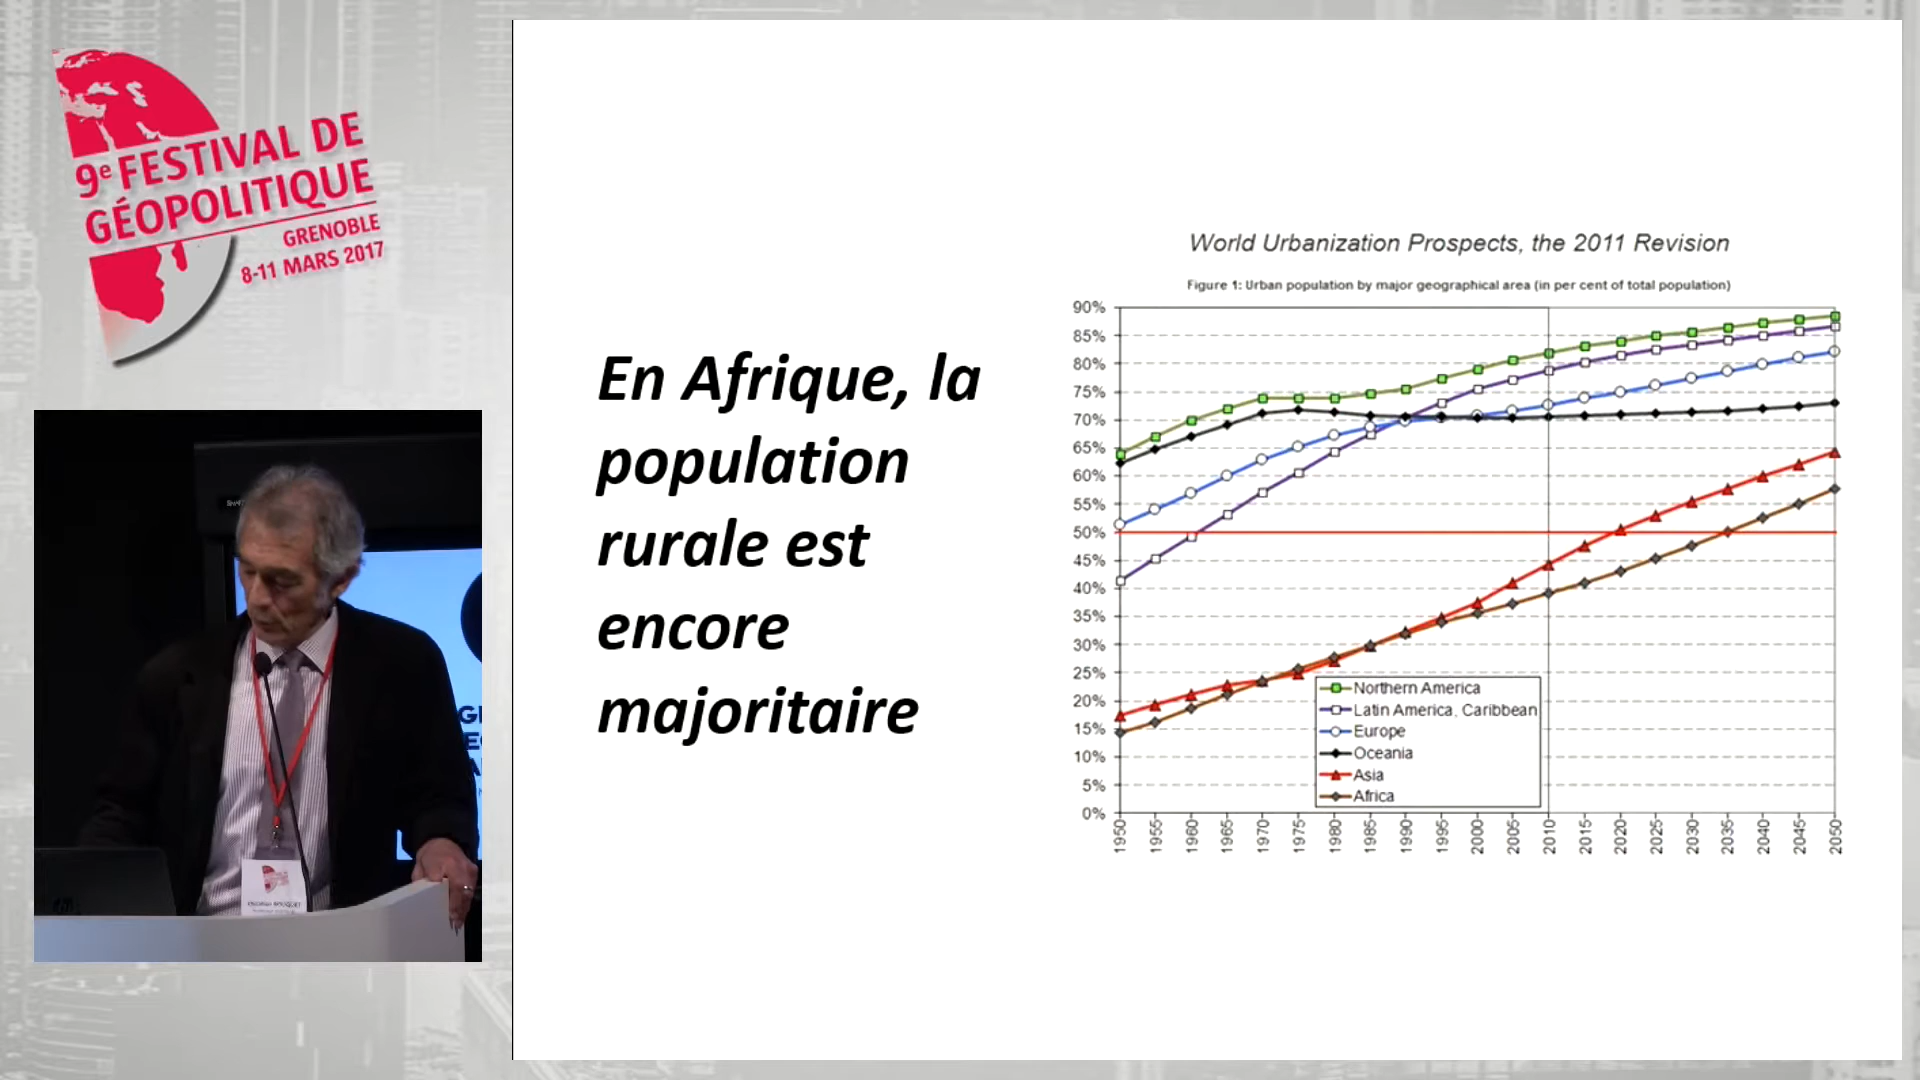 9e FESTIVAL DE
GÉOPOLITIQUE
GRENOBLE
8-11 MARS 2017
En Afrique, la
population
rurale est
encore
majoritaire
World Urbanization Prospects, the 2011 Revision
Figure 1: Urban population by major geographical area (in per cent of total population)
90%
85%
80%
75%
70%
65%
60%
55%
50%
45%
40%
35%
30%
25%
20%
15%
10%
5%
0%
Northern America
Latin America, Caribbean
Europe
Oceania
Asia
Africa
1950 1955 1960 1965 1970 1975 1980 1985 1990 1995 2000 2005 2010 2015 2020 2025 2030 2035 2040 2045 2050